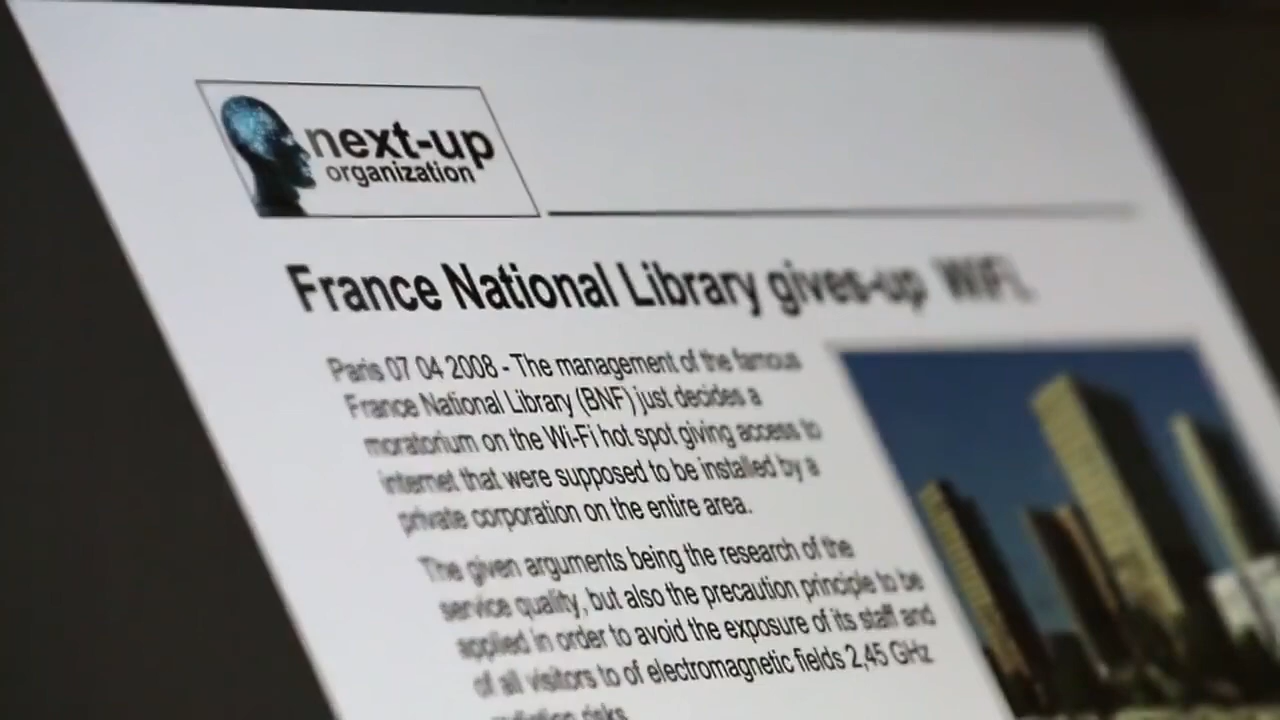 next-up
organization
France National Library gives-up WiFi.
Paris 07 04 2008 - The management of the famous
France National Library (BNF) just decides a
moratorium on the Wi-Fi hot spot giving access to
internet that were supposed to be installed by a
private corporation on the entire area.
The given arguments being the research of the
service quality, but also the precaution principle to be
applied in order to avoid the exposure of its staff and
of all visitors to of electromagnetic fields 2,45 GHz
radiation risks